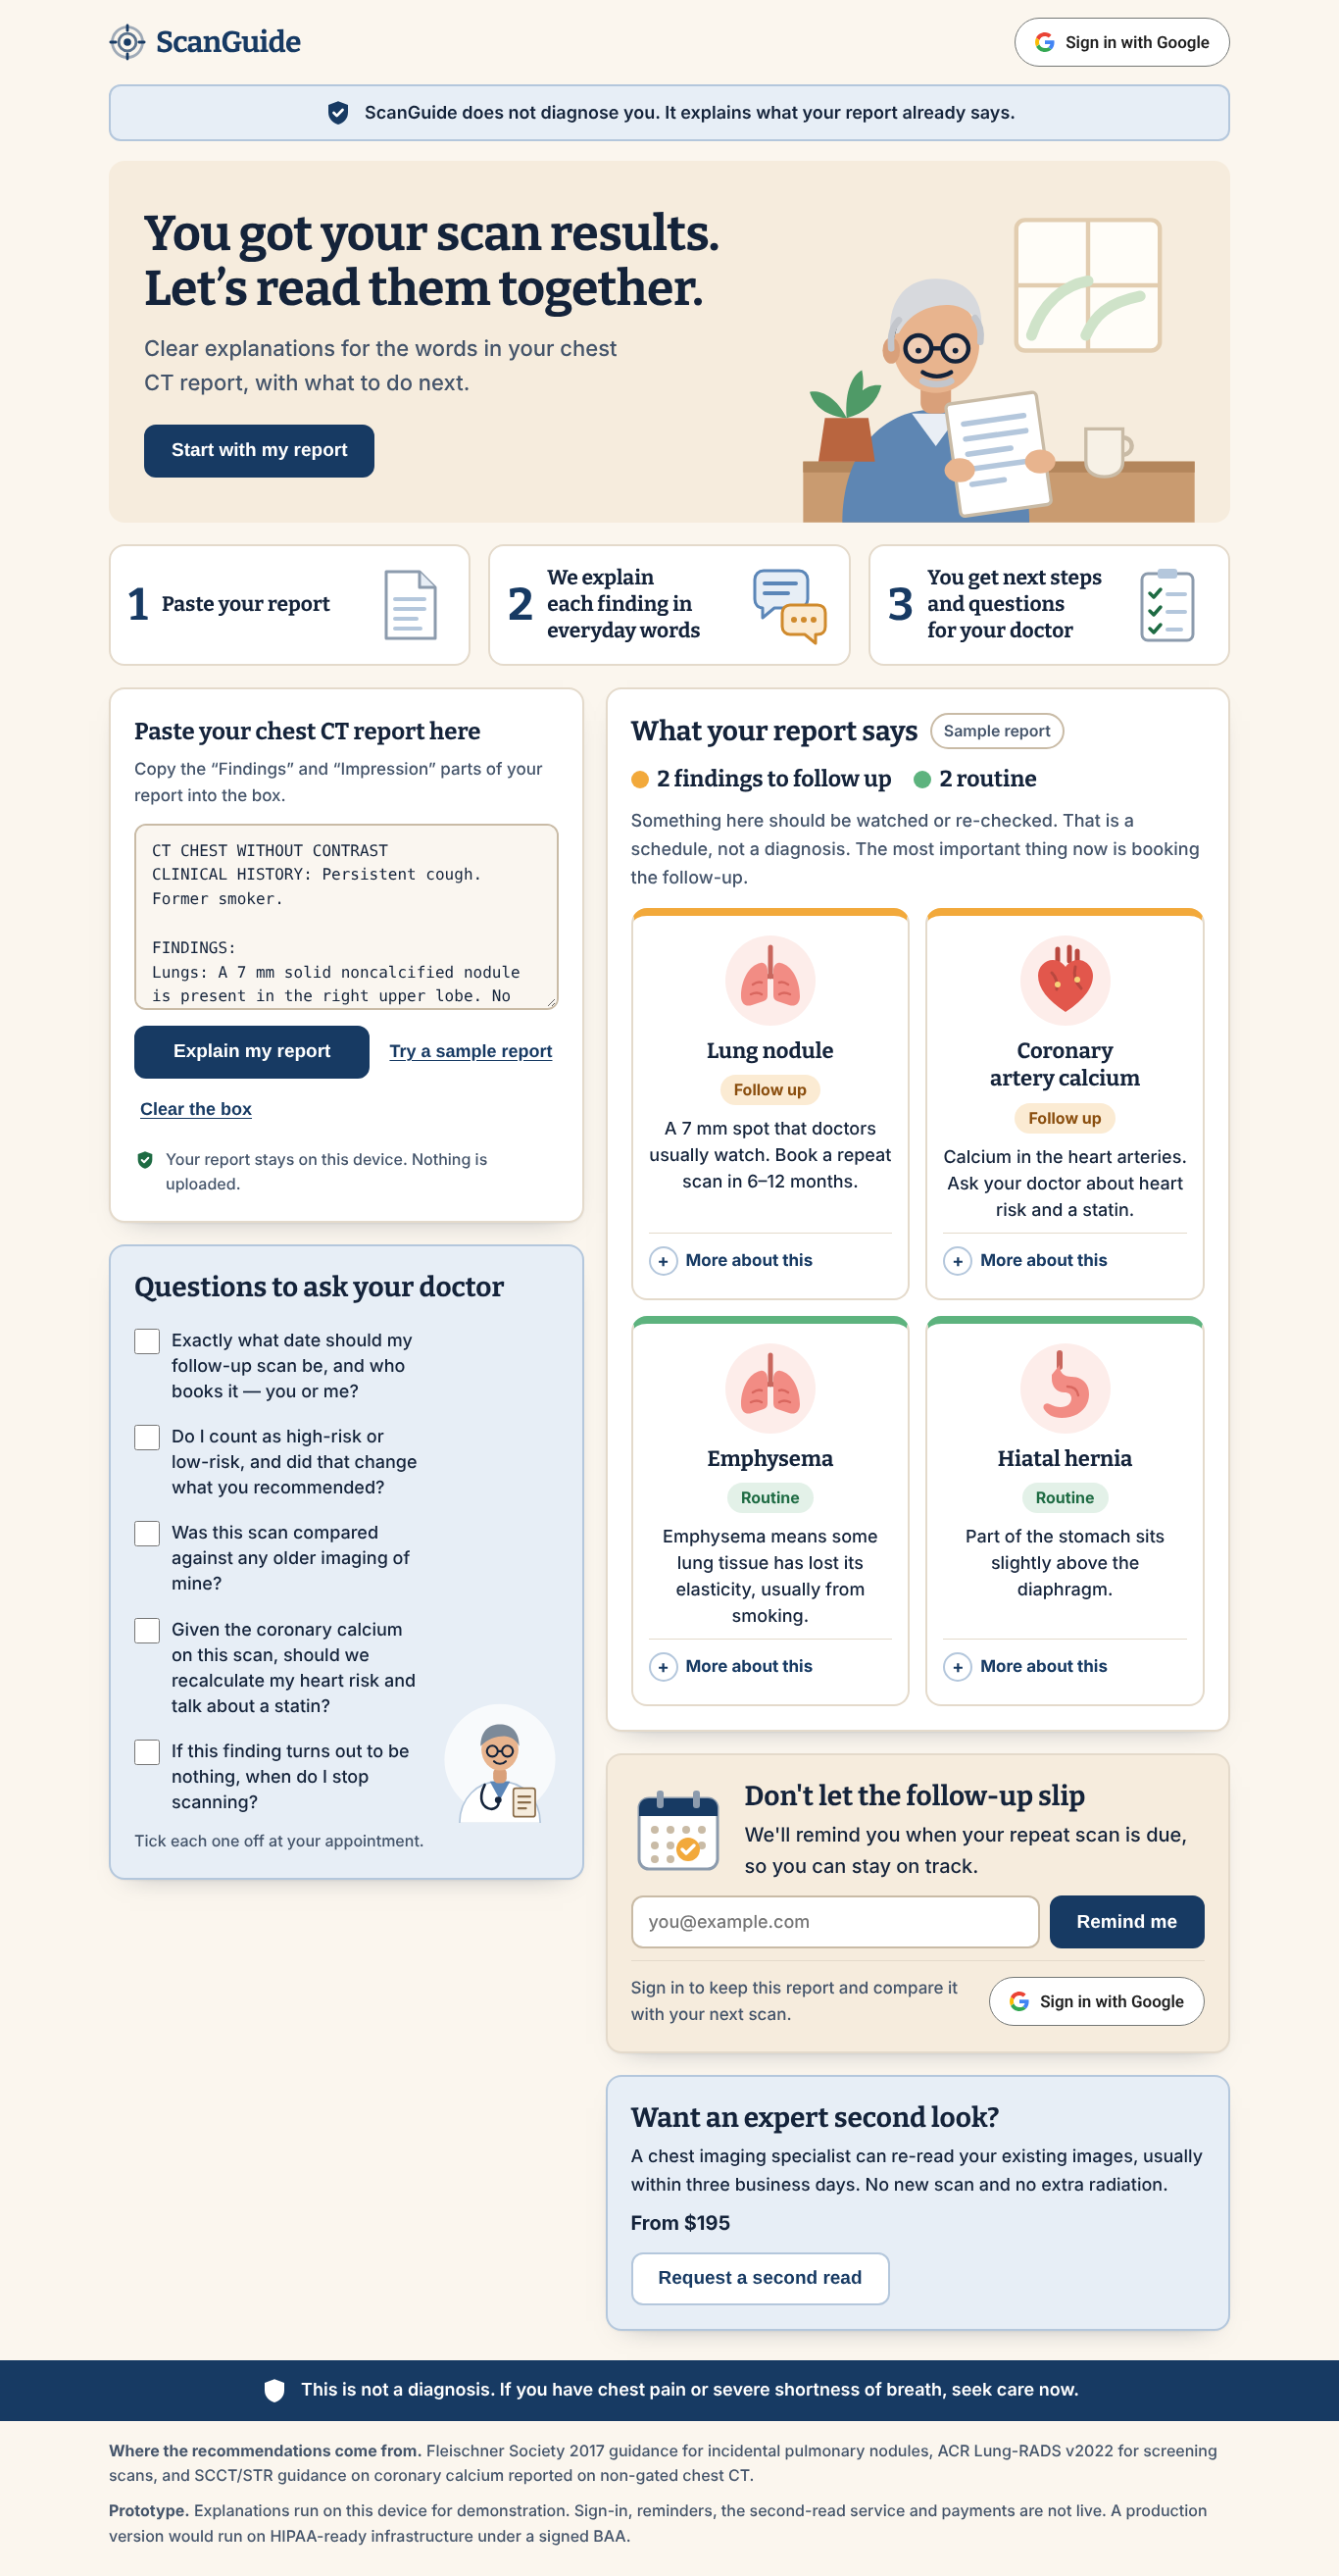 ScanGuide
Sign in with Google
ScanGuide does not diagnose you. It explains what your report already says.
You got your scan results.
Let’s read them together.
Clear explanations for the words in your chest
CT report, with what to do next.
Start with my report
1 Paste your report
2 We explain
each finding in
everyday words
3 You get next steps
and questions
for your doctor
Paste your chest CT report here
Copy the “Findings” and “Impression” parts of your
report into the box.
CT CHEST WITHOUT CONTRAST
CLINICAL HISTORY: Persistent cough.
Former smoker.
FINDINGS:
Lungs: A 7 mm solid noncalcified nodule
is present in the right upper lobe. No
Explain my report
Try a sample report
Clear the box
Your report stays on this device. Nothing is
uploaded.
Questions to ask your doctor
Exactly what date should my
follow-up scan be, and who
books it — you or me?
Do I count as high-risk or
low-risk, and did that change
what you recommended?
Was this scan compared
against any older imaging of
mine?
Given the coronary calcium
on this scan, should we
recalculate my heart risk and
talk about a statin?
If this finding turns out to be
nothing, when do I stop
scanning?
Tick each one off at your appointment.
What your report says
Sample report
2 findings to follow up
2 routine
Something here should be watched or re-checked. That is a
schedule, not a diagnosis. The most important thing now is booking
the follow-up.
Lung nodule
Follow up
A 7 mm spot that doctors
usually watch. Book a repeat
scan in 6–12 months.
+ More about this
Coronary
artery calcium
Follow up
Calcium in the heart arteries.
Ask your doctor about heart
risk and a statin.
+ More about this
Emphysema
Routine
Emphysema means some
lung tissue has lost its
elasticity, usually from
smoking.
+ More about this
Hiatal hernia
Routine
Part of the stomach sits
slightly above the
diaphragm.
+ More about this
Don't let the follow-up slip
We'll remind you when your repeat scan is due,
so you can stay on track.
you@example.com
Remind me
Sign in to keep this report and compare it
with your next scan.
Sign in with Google
Want an expert second look?
A chest imaging specialist can re-read your existing images, usually
within three business days. No new scan and no extra radiation.
From $195
Request a second read
This is not a diagnosis. If you have chest pain or severe shortness of breath, seek care now.
Where the recommendations come from. Fleischner Society 2017 guidance for incidental pulmonary nodules, ACR Lung-RADS v2022 for screening
scans, and SCCT/STR guidance on coronary calcium reported on non-gated chest CT.
Prototype. Explanations run on this device for demonstration. Sign-in, reminders, the second-read service and payments are not live. A production
version would run on HIPAA-ready infrastructure under a signed BAA.